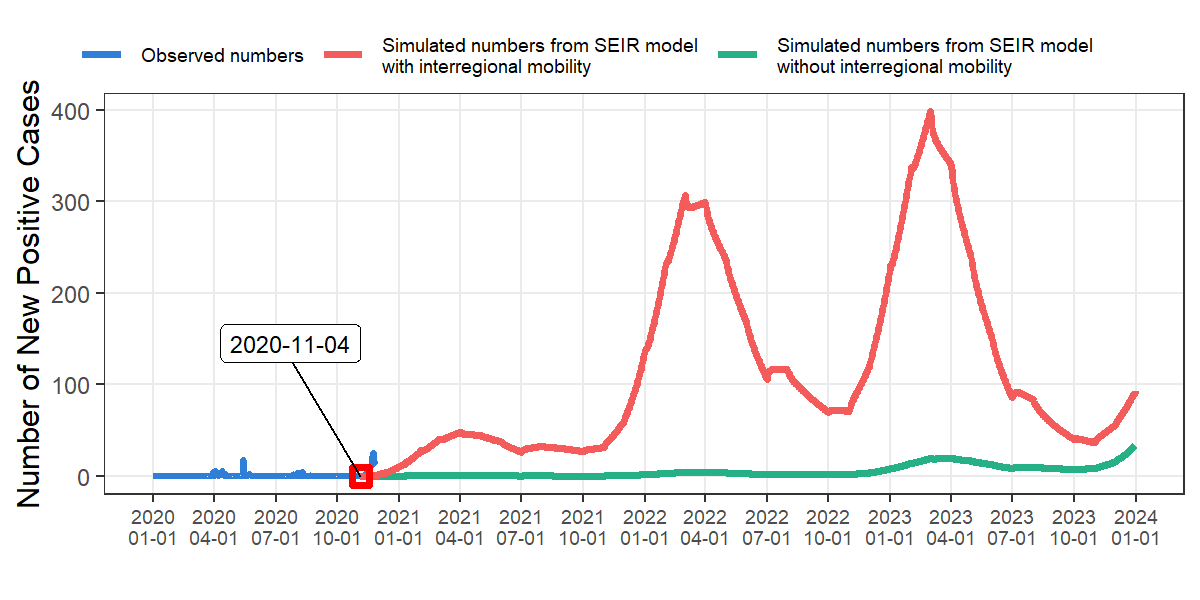 Observed numbers
Simulated numbers from SEIR model
with interregional mobility
Simulated numbers from SEIR model
without interregional mobility
Number of New Positive Cases
400
300
200
100
0
2020-11-04
2020 2020 2020 2020 2021 2021 2021 2021 2022 2022 2022 2022 2023 2023 2023 2023 2024
01-01 04-01 07-01 10-01 01-01 04-01 07-01 10-01 01-01 04-01 07-01 10-01 01-01 04-01 07-01 10-01 01-01